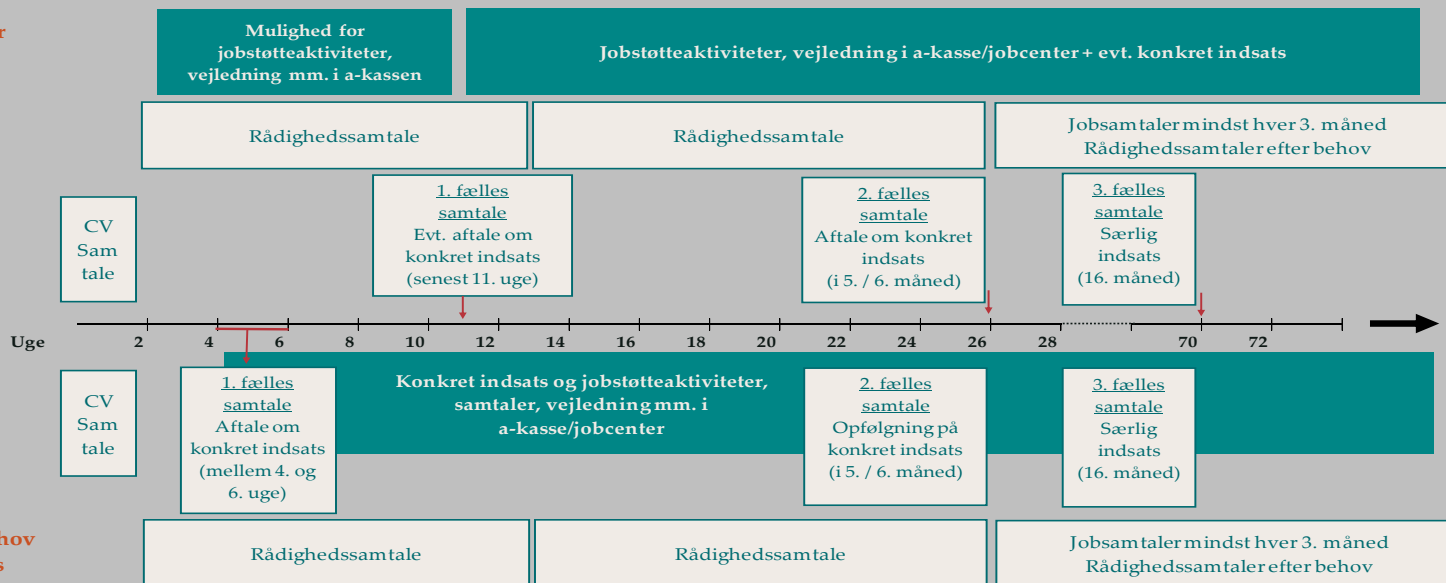 r
Mulighed for
jobstøtteaktiviteter,
vejledning mm. i a-kassen
Jobstøtteaktiviteter, vejledning i a-kasse/jobcenter + evt. konkret indsats
Rådighedssamtale
Rådighedssamtale
Jobsamtaler mindst hver 3. måned
Rådighedssamtaler efter behov
CV
Sam
tale
1. fælles
samtale
Evt. aftale om
konkret indsats
(senest 11. uge)
2. fælles
samtale
Aftale om konkret
indsats
(i 5. / 6. måned)
3. fælles
samtale
Særlig
indsats
(16. måned)
Uge 2 4 6 8 10 12 14 16 18 20 22 24 26 28 70 72
CV
Sam
tale
1. fælles
samtale
Aftale om
konkret indsats
(mellem 4. og
6. uge)
Konkret indsats og jobstøtteaktiviteter,
samtaler, vejledning mm. i
a-kasse/jobcenter
2. fælles
samtale
Opfølgning på
konkret indsats
(i 5. / 6. måned)
3. fælles
samtale
Særlig
indsats
(16. måned)
hov
s
Rådighedssamtale
Rådighedssamtale
Jobsamtaler mindst hver 3. måned
Rådighedssamtaler efter behov